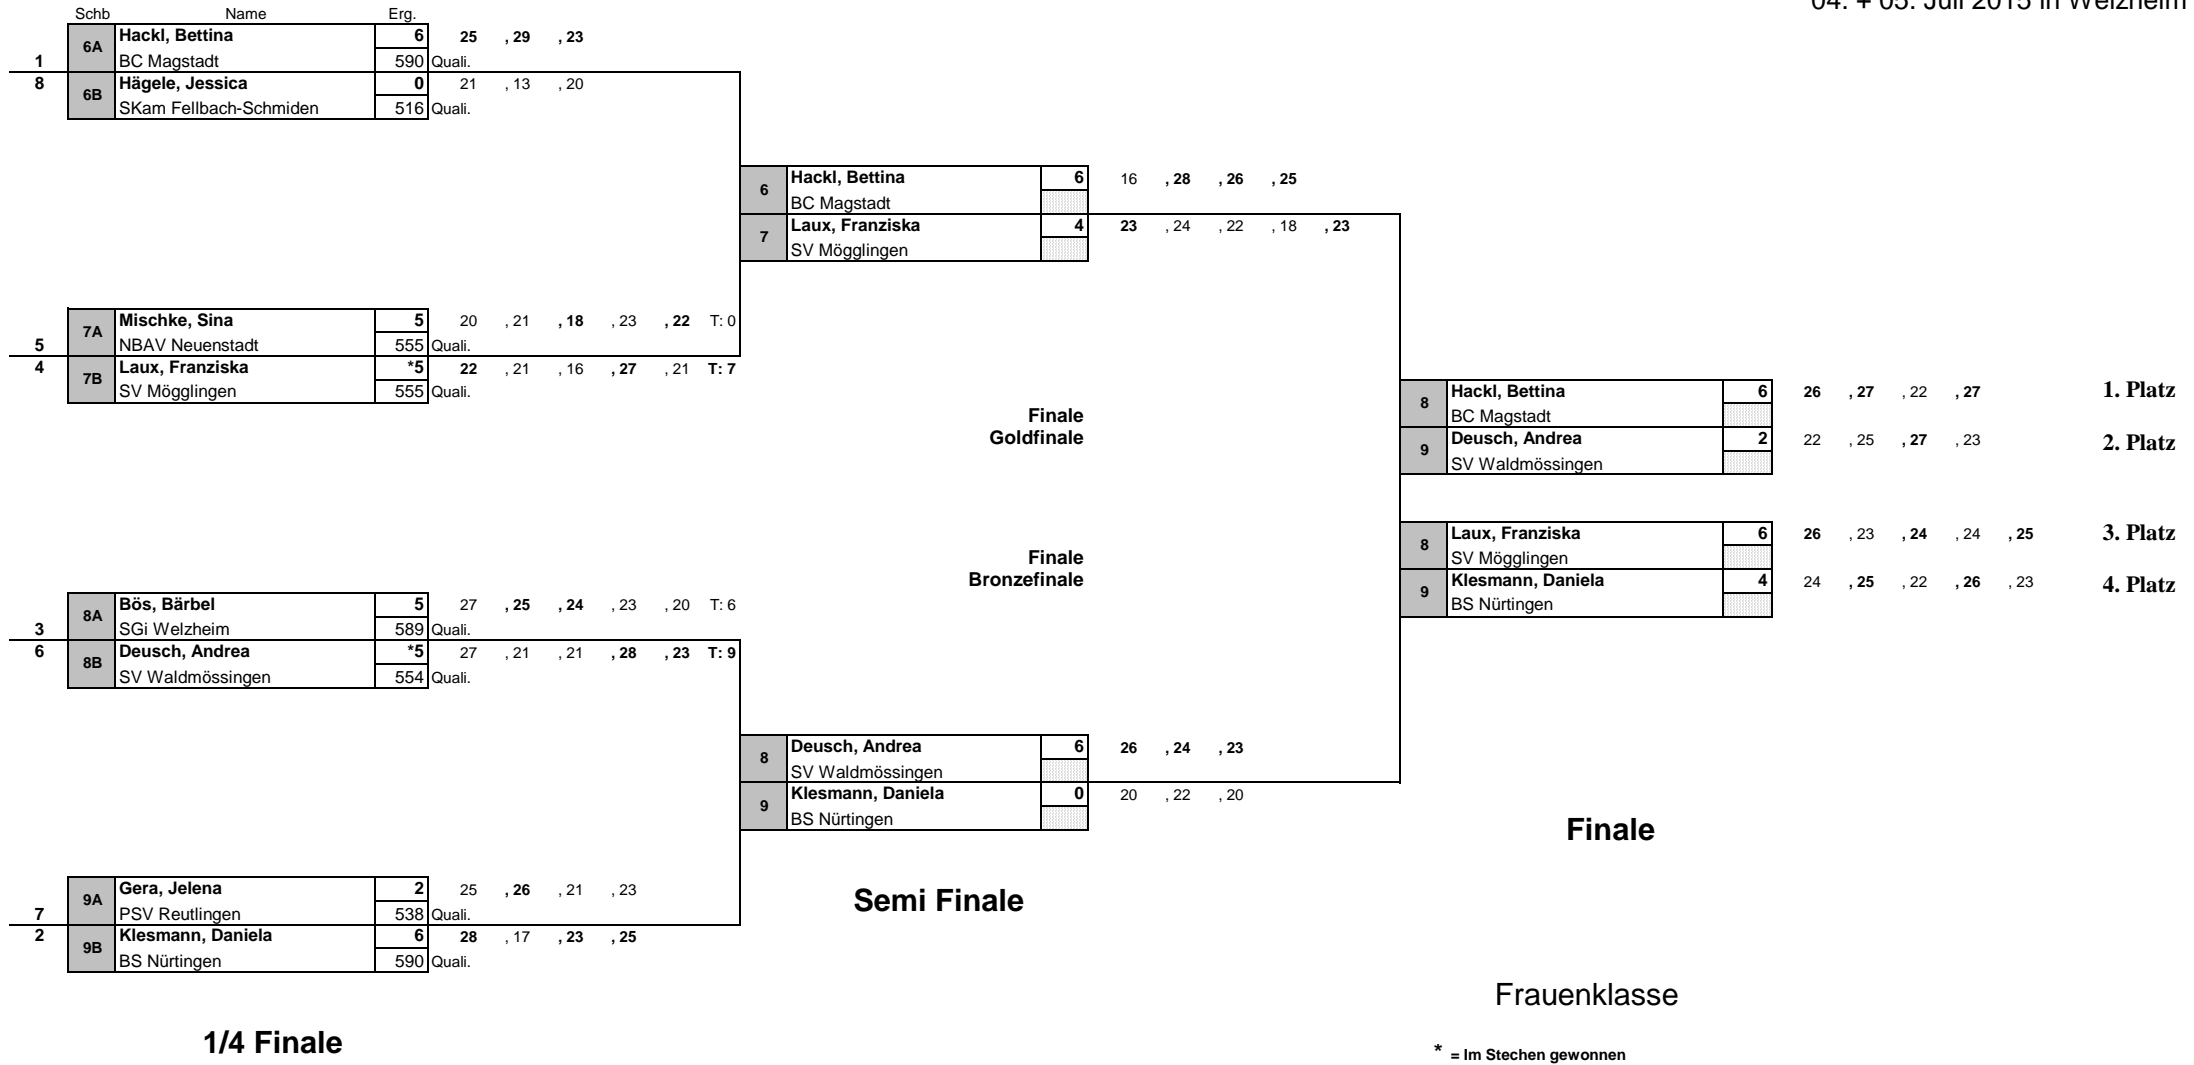 04. + 05. Juli 2015 in Welzheim
Schb Name Erg.
6A Hackl, Bettina 6 25 , 29 , 23
1 BC Magstadt 590 Quali.
8 6B Hägele, Jessica 0 21 , 13 , 20
SKam Fellbach-Schmiden 516 Quali.
6 Hackl, Bettina 6 16 , 28 , 26 , 25
BC Magstadt
7 Laux, Franziska 4 23 , 24 , 22 , 18 , 23
SV Mögglingen
7A Mischke, Sina 5 20 , 21 , 18 , 23 , 22 T: 0
5 NBAV Neuenstadt 555 Quali.
4 7B Laux, Franziska *5 22 , 21 , 16 , 27 , 21 T: 7
SV Mögglingen 555 Quali.
8 Hackl, Bettina 6 26 , 27 , 22 , 27 1. Platz
BC Magstadt
9 Deusch, Andrea 2 22 , 25 , 27 , 23 2. Platz
SV Waldmössingen
Finale
Goldfinale
8 Laux, Franziska 6 26 , 23 , 24 , 24 , 25 3. Platz
SV Mögglingen
9 Klesmann, Daniela 4 24 , 25 , 22 , 26 , 23 4. Platz
BS Nürtingen
Finale
Bronzefinale
8A Bös, Bärbel 5 27 , 25 , 24 , 23 , 20 T: 6
3 SGi Welzheim 589 Quali.
6 8B Deusch, Andrea *5 27 , 21 , 21 , 28 , 23 T: 9
SV Waldmössingen 554 Quali.
8 Deusch, Andrea 6 26 , 24 , 23
SV Waldmössingen
9 Klesmann, Daniela 0 20 , 22 , 20
BS Nürtingen
Finale
9A Gera, Jelena 2 25 , 26 , 21 , 23
7 PSV Reutlingen 538 Quali.
2 9B Klesmann, Daniela 6 28 , 17 , 23 , 25
BS Nürtingen 590 Quali.
Semi Finale
Frauenklasse
1/4 Finale
* = Im Stechen gewonnen